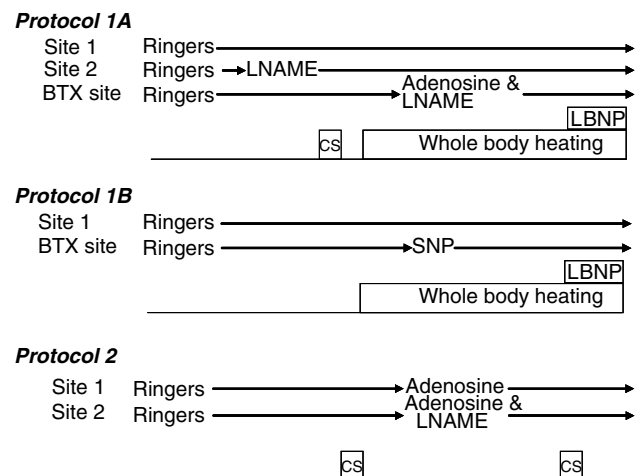 Protocol 1A
Site 1 Ringers
Site 2 Ringers LNAME
BTX site Ringers Adenosine & LNAME
LBNP
CS Whole body heating
Protocol 1B
Site 1 Ringers
BTX site Ringers SNP
LBNP
Whole body heating
Protocol 2
Site 1 Ringers Adenosine
Site 2 Ringers Adenosine & LNAME
CS CS